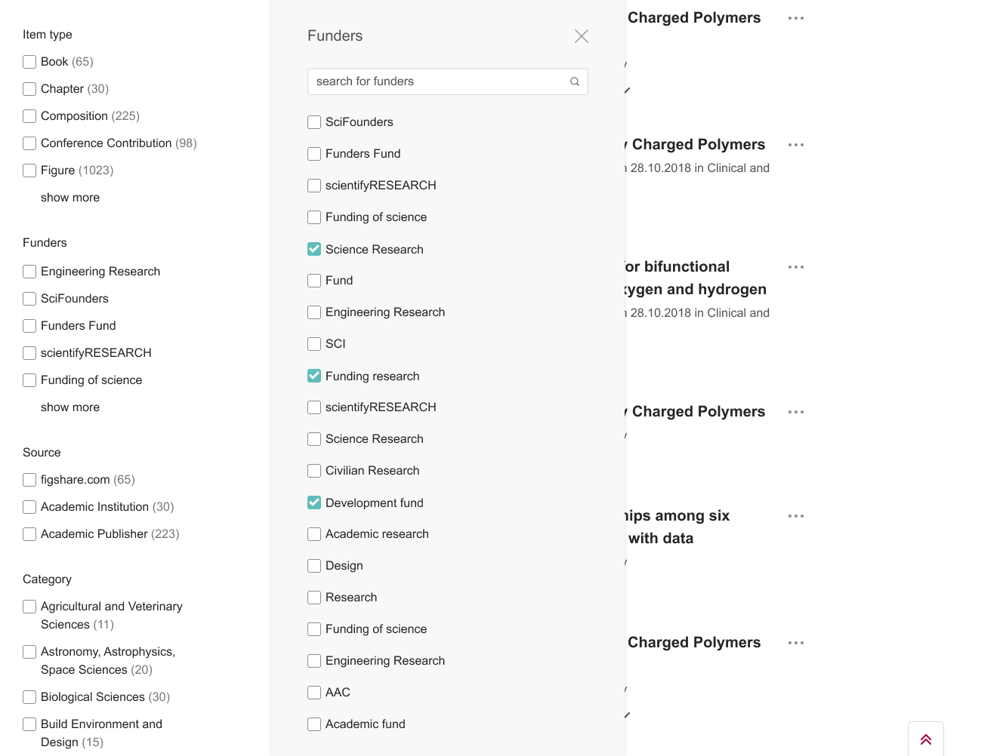 Item type
Book (65)
Chapter (30)
Composition (225)
Conference Contribution (98)
Figure (1023)
show more
Funders
Engineering Research
SciFounders
Funders Fund
scientifyRESEARCH
Funding of science
show more
Source
figshare.com (65)
Academic Institution (30)
Academic Publisher (223)
Category
Agricultural and Veterinary
Sciences (11)
Astronomy, Astrophysics,
Space Sciences (20)
Biological Sciences (30)
Build Environment and
Design (15)
Funders
search for funders
SciFounders
Funders Fund
scientifyRESEARCH
Funding of science
Science Research
Fund
Engineering Research
SCI
Funding research
scientifyRESEARCH
Science Research
Civilian Research
Development fund
Academic research
Design
Research
Funding of science
Engineering Research
AAC
Academic fund
Charged Polymers
Charged Polymers
28.10.2018 in Clinical and
for bifunctional
and hydrogen
28.10.2018 in Clinical and
Charged Polymers
among six
with data
Charged Polymers